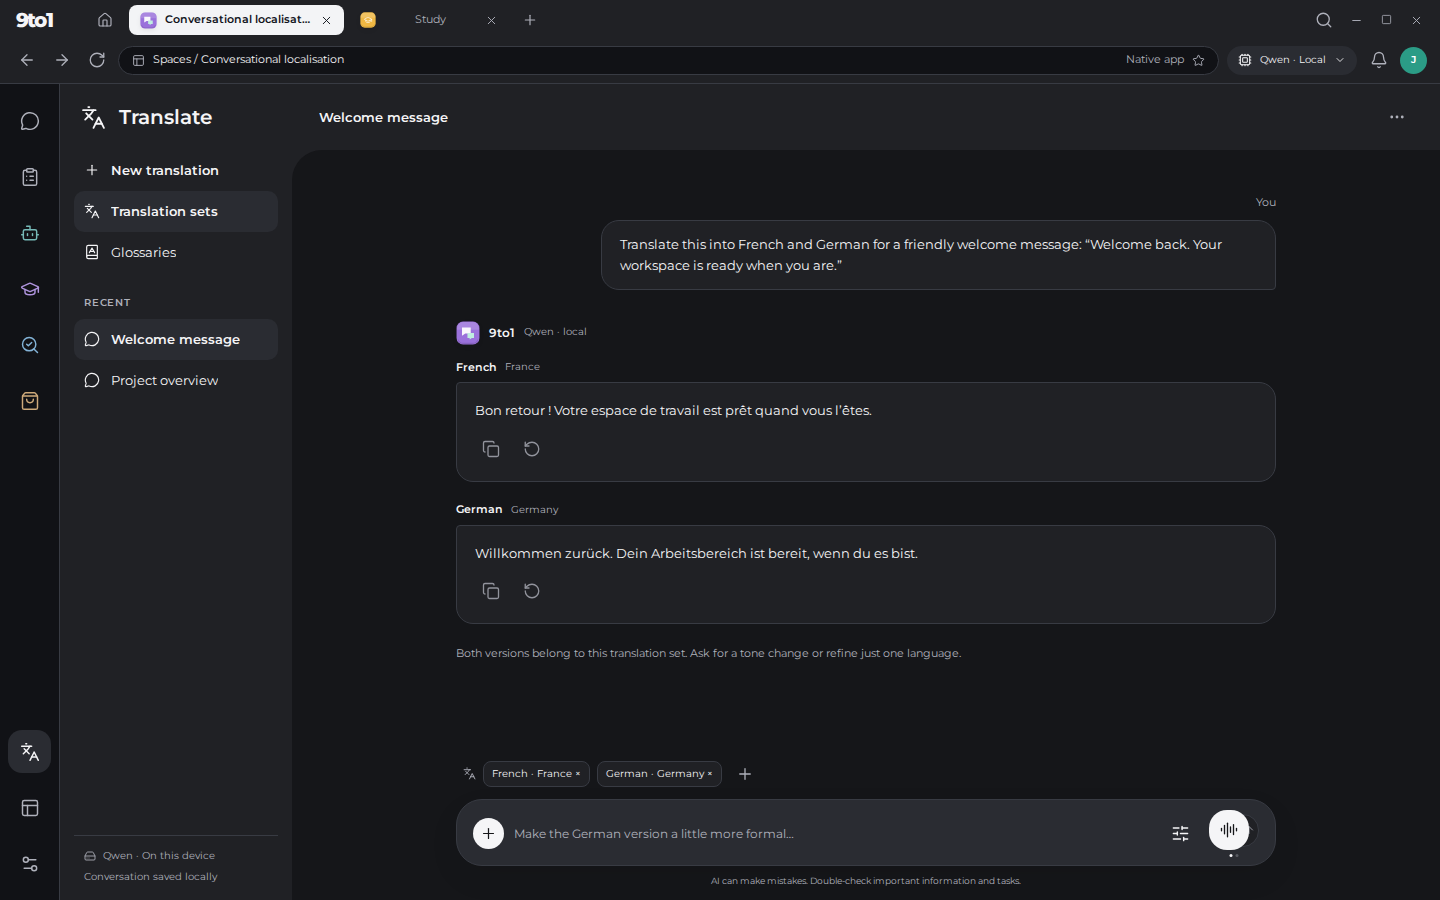 9to1
Conversational localisat...
Study
Spaces / Conversational localisation
Native app
Qwen · Local
J
Translate
Welcome message
New translation
Translation sets
Glossaries
RECENT
Welcome message
Project overview
You
Translate this into French and German for a friendly welcome message: “Welcome back. Your
workspace is ready when you are.”
9to1 Qwen · local
French France
Bon retour ! Votre espace de travail est prêt quand vous l’êtes.
German Germany
Willkommen zurück. Dein Arbeitsbereich ist bereit, wenn du es bist.
Both versions belong to this translation set. Ask for a tone change or refine just one language.
French · France ×
German · Germany ×
Make the German version a little more formal...
Qwen · On this device
Conversation saved locally
AI can make mistakes. Double-check important information and tasks.